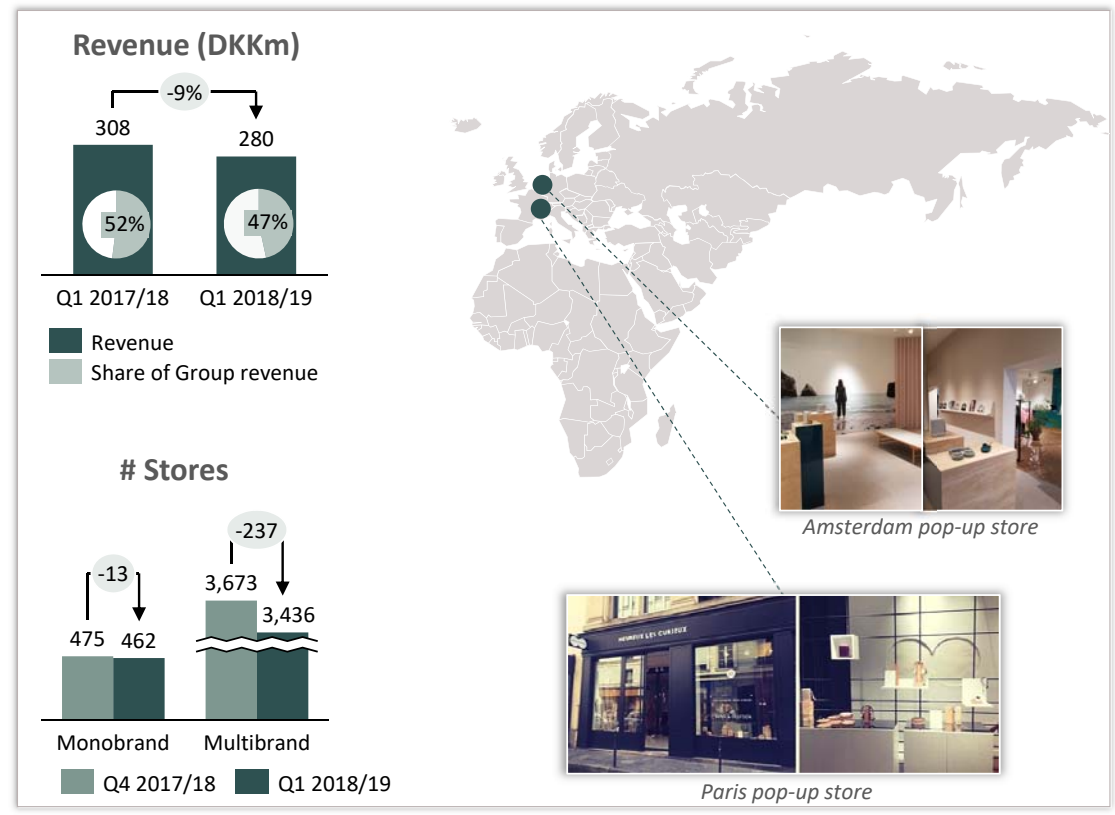 Revenue (DKKm)
-9%
308
280
52%
47%
Q1 2017/18
Q1 2018/19
Revenue
Share of Group revenue
# Stores
-13
-237
475
462
3,673
3,436
Monobrand
Multibrand
Q4 2017/18
Q1 2018/19
Amsterdam pop-up store
LES CURIEUX
Paris pop-up store